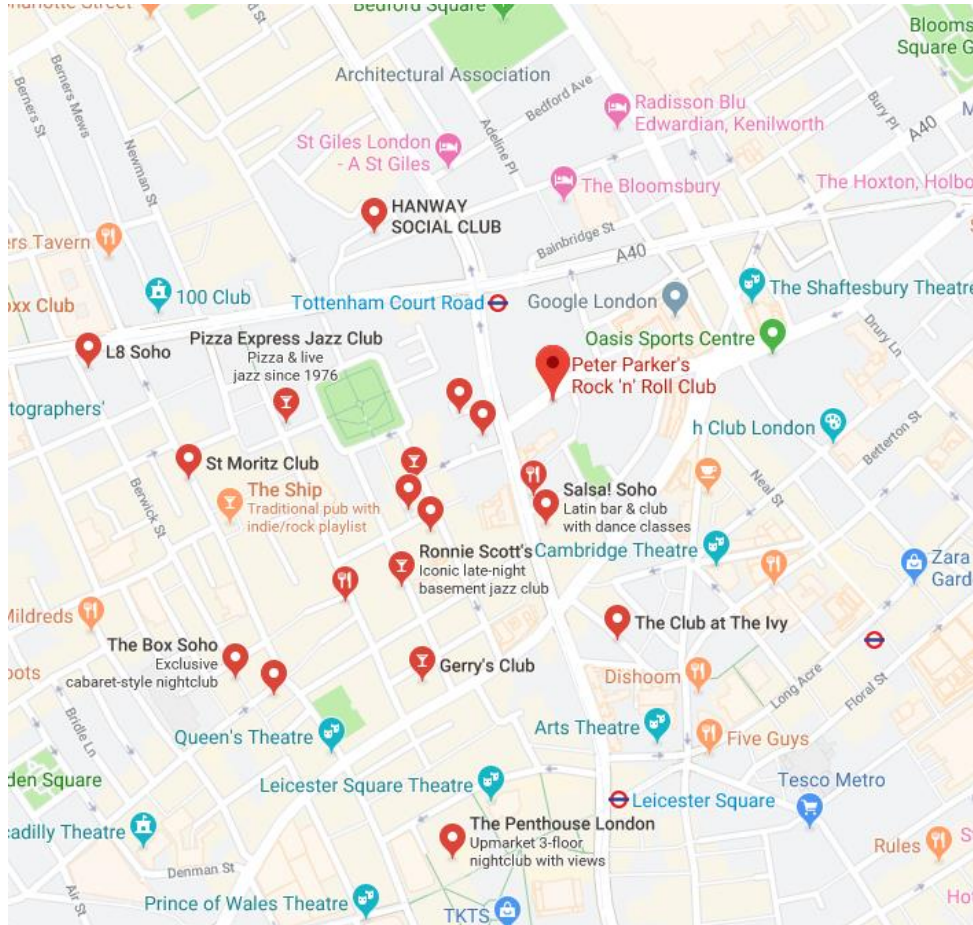 Charlotte Street
Bedford Square
Blooms
Square G
Architectural Association
Bedford Ave
Bury Pl
A40
Berners St
Berners Mews
Newman St
Adeline Pl
Radisson Blu
Edwardian, Kenilworth
St Giles London
- A St Giles
The Bloomsbury
The Hoxton, Holbo
HANWAY
SOCIAL CLUB
ers Tavern
Bainbridge St
A40
100 Club
oxx Club
Tottenham Court Road
Google London
The Shaftesbury Theatre
L8 Soho
Pizza Express Jazz Club
Pizza & live
jazz since 1976
Oasis Sports Centre
Drury Ln
Peter Parker's
Rock 'n' Roll Club
tographers'
h Club London
Betterton St
St Moritz Club
Berwick St
The Ship
Traditional pub with
indie/rock playlist
Salsa! Soho
Latin bar & club
with dance classes
Neal St
Ronnie Scott's
Iconic late-night
basement jazz club
Cambridge Theatre
Zara
Gard
Mildreds
The Club at The Ivy
The Box Soho
Exclusive
cabaret-style nightclub
oots
Gerry's Club
Dishoom
Long Acre
Floral St
Bridle Ln
Queen's Theatre
Arts Theatre
Five Guys
den Square
Leicester Square Theatre
Leicester Square
Tesco Metro
cadilly Theatre
The Penthouse London
Upmarket 3-floor
nightclub with views
Rules
Denman St
Air St
Prince of Wales Theatre
TKTS
Ho